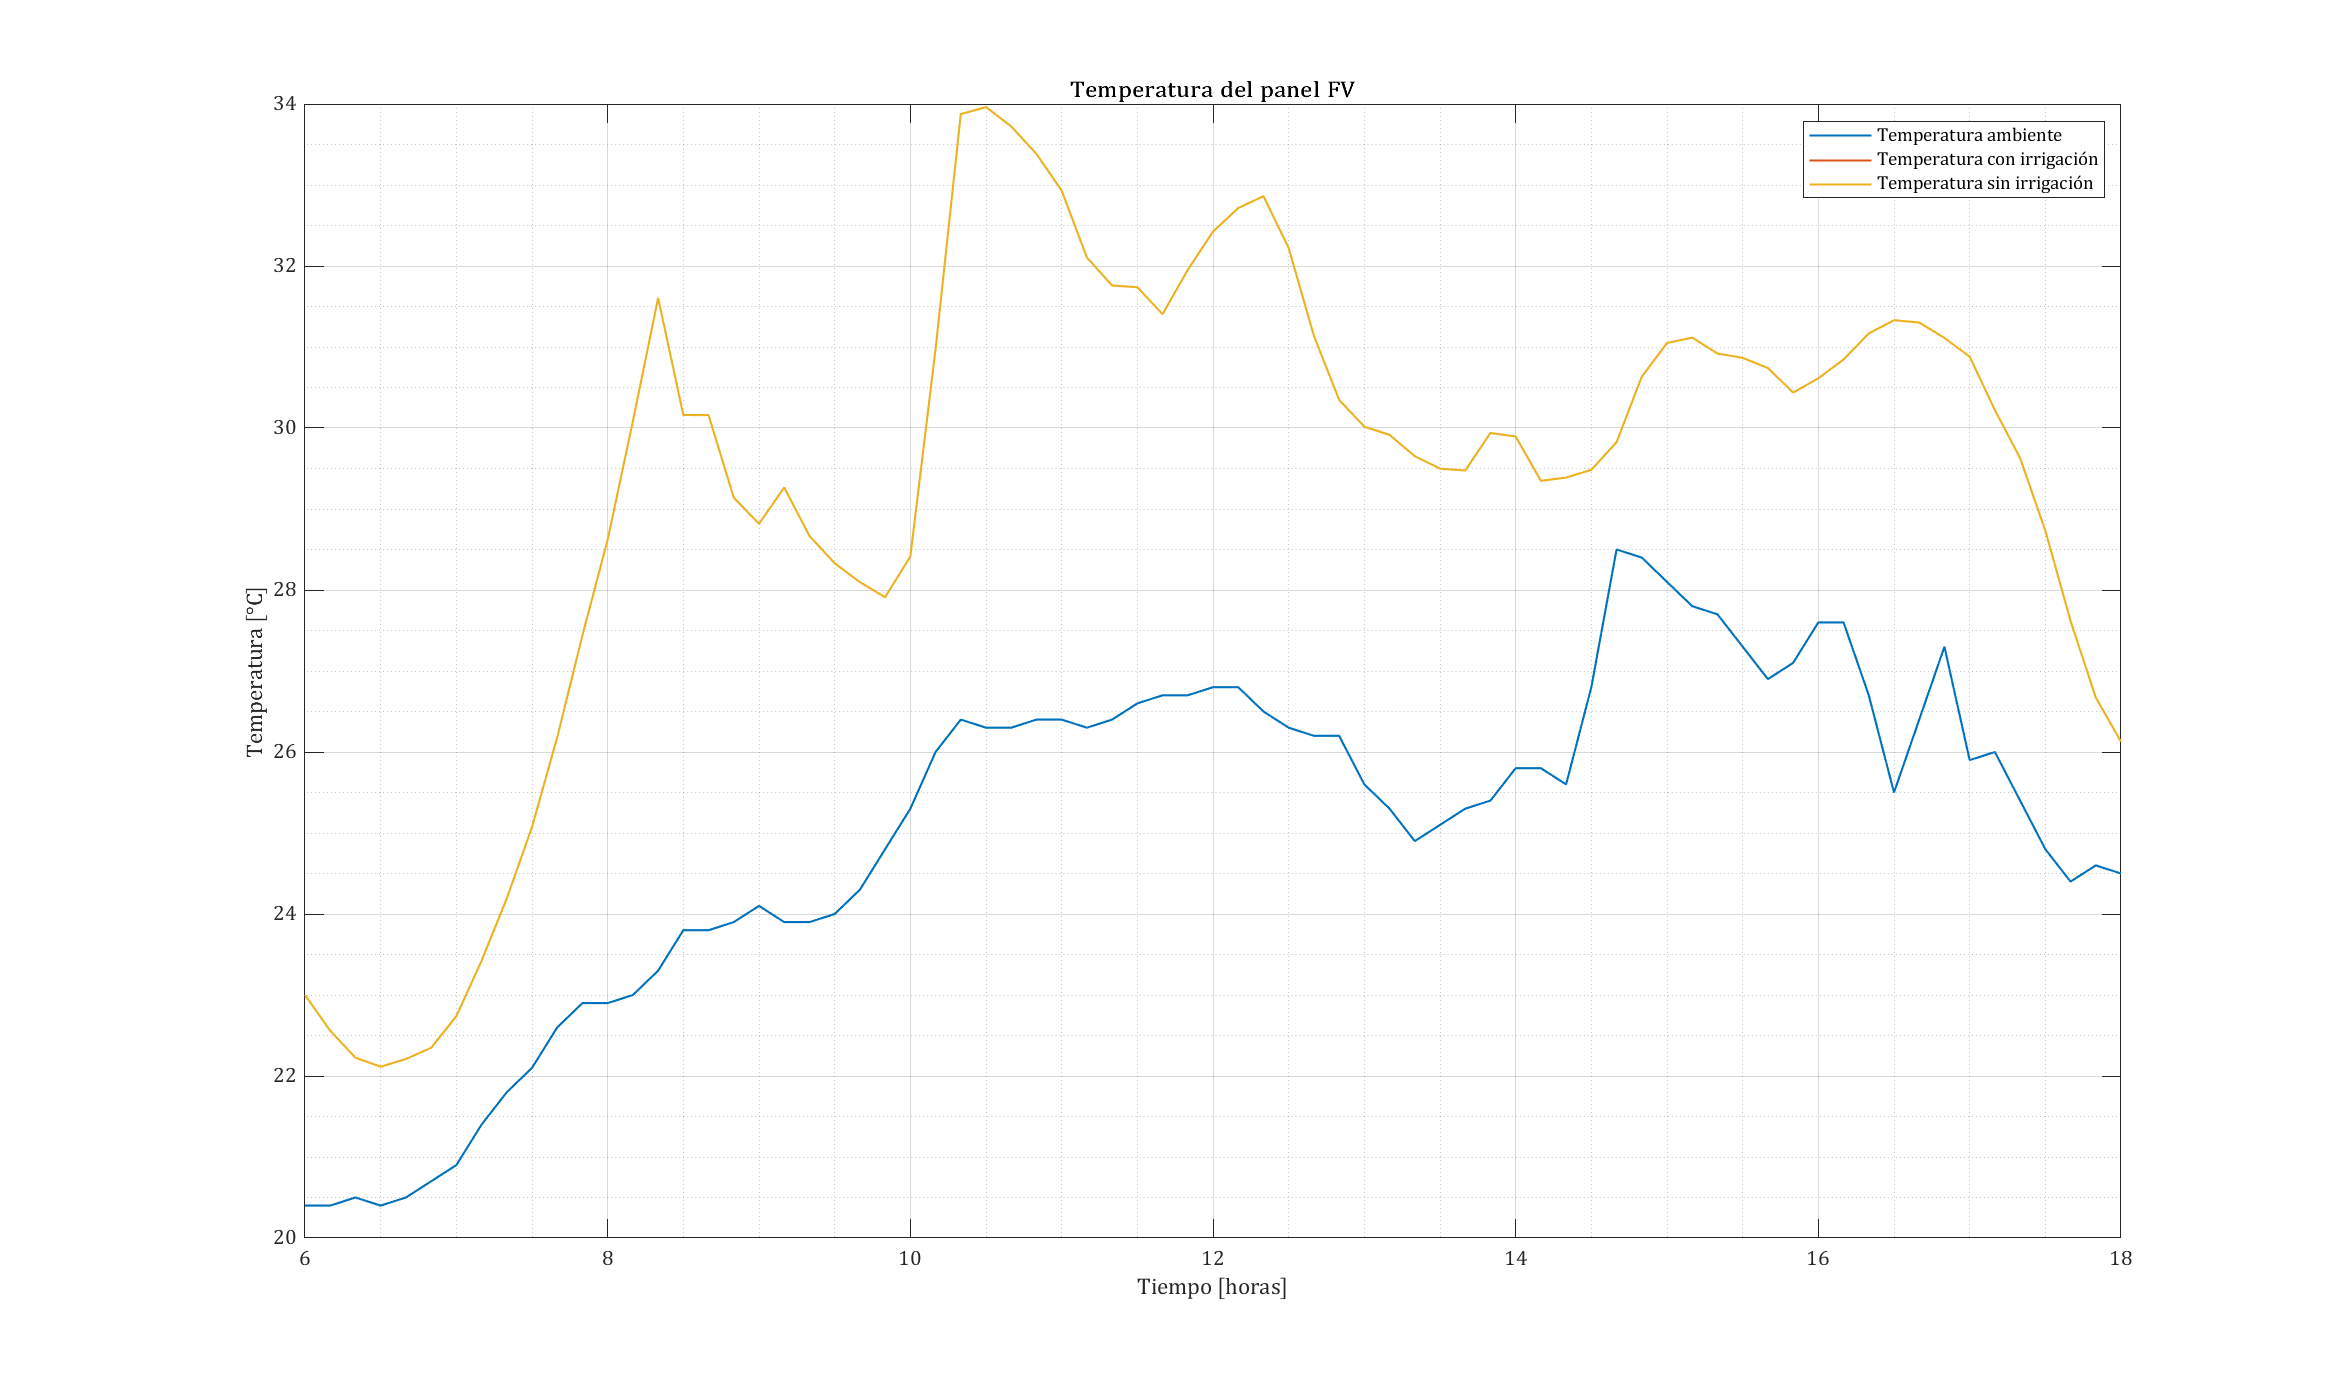 Temperatura del panel FV
34
32
30
28
26
24
22
20
Temperatura [°C]
Temperatura ambiente
Temperatura con irrigación
Temperatura sin irrigación
6 8 10 12 14 16 18
Tiempo [horas]